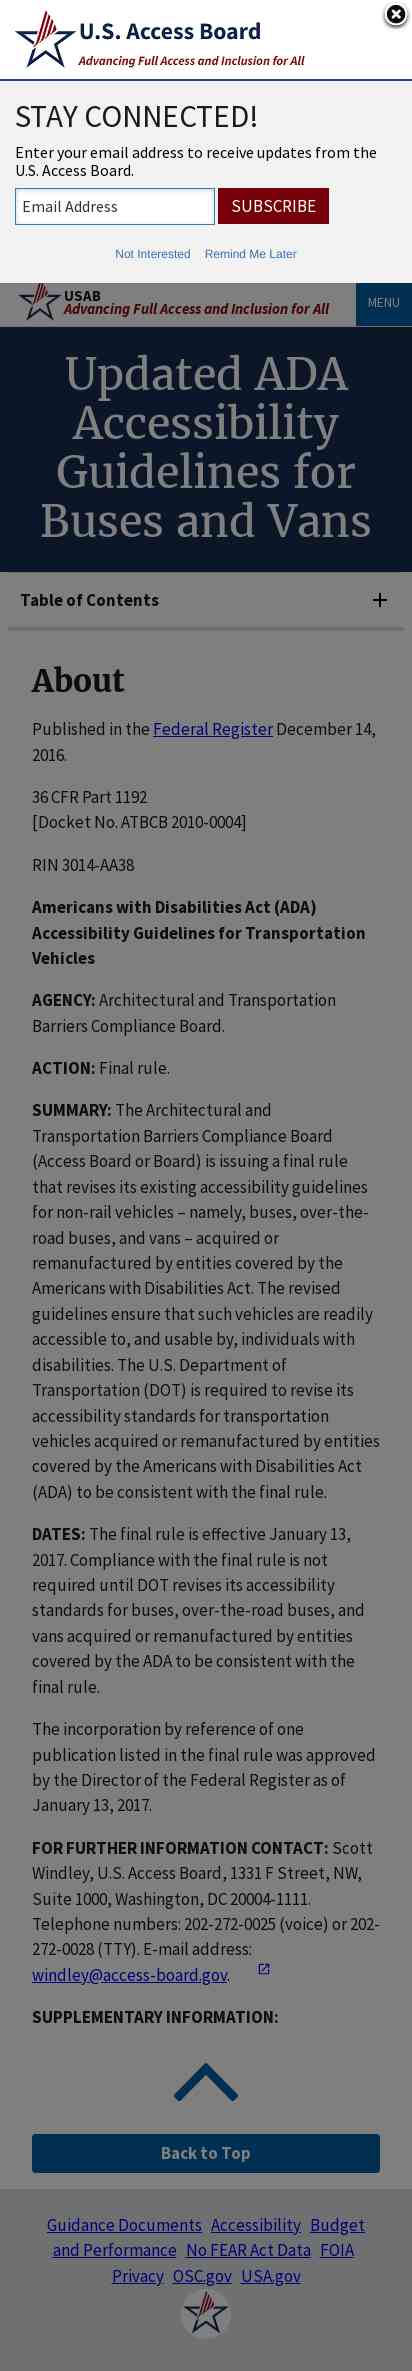 U.S. Access Board
Advancing Full Access and Inclusion for All
STAY CONNECTED!
Enter your email address to receive updates from the
U.S. Access Board.
Email Address
SUBSCRIBE
Not Interested Remind Me Later
USAB
Advancing Full Access and Inclusion for All
MENU
Updated ADA
Accessibility
Guidelines for
Buses and Vans
Table of Contents
About
Published in the Federal Register December 14,
2016.
36 CFR Part 1192
[Docket No. ATBCB 2010-0004]
RIN 3014-AA38
Americans with Disabilities Act (ADA)
Accessibility Guidelines for Transportation
Vehicles
AGENCY: Architectural and Transportation
Barriers Compliance Board.
ACTION: Final rule.
SUMMARY: The Architectural and
Transportation Barriers Compliance Board
(Access Board or Board) is issuing a final rule
that revises its existing accessibility guidelines
for non-rail vehicles – namely, buses, over-the-
road buses, and vans – acquired or
remanufactured by entities covered by the
Americans with Disabilities Act. The revised
guidelines ensure that such vehicles are readily
accessible to, and usable by, individuals with
disabilities. The U.S. Department of
Transportation (DOT) is required to revise its
accessibility standards for transportation
vehicles acquired or remanufactured by entities
covered by the Americans with Disabilities Act
(ADA) to be consistent with the final rule.
DATES: The final rule is effective January 13,
2017. Compliance with the final rule is not
required until DOT revises its accessibility
standards for buses, over-the-road buses, and
vans acquired or remanufactured by entities
covered by the ADA to be consistent with the
final rule.
The incorporation by reference of one
publication listed in the final rule was approved
by the Director of the Federal Register as of
January 13, 2017.
FOR FURTHER INFORMATION CONTACT: Scott
Windley, U.S. Access Board, 1331 F Street, NW,
Suite 1000, Washington, DC 20004-1111.
Telephone numbers: 202-272-0025 (voice) or 202-
272-0028 (TTY). E-mail address:
windley@access-board.gov.
SUPPLEMENTARY INFORMATION:
Back to Top
Guidance Documents Accessibility Budget
and Performance No FEAR Act Data FOIA
Privacy OSC.gov USA.gov